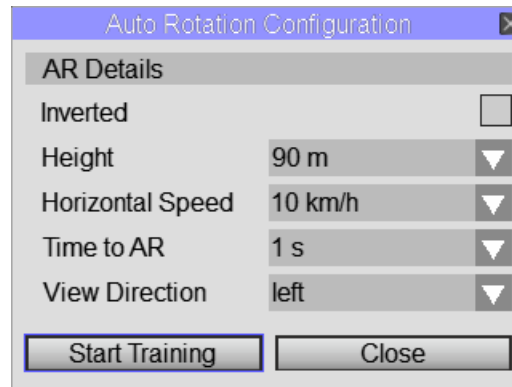 Auto Rotation Configuration
AR Details
Inverted
Height 90 m
Horizontal Speed 10 km/h
Time to AR 1 s
View Direction left
Start Training Close